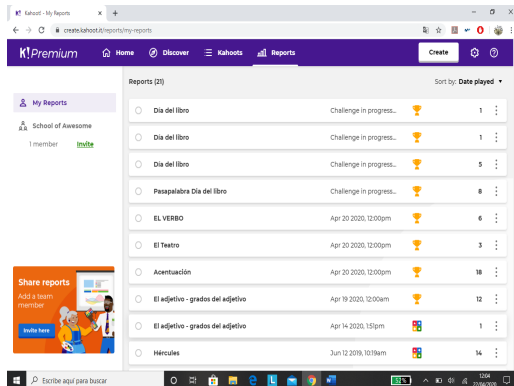 Kahoot! - My Reports
create.kahoot.it/reports/my-reports
K! Premium
Home
Discover
Kahoots
Reports
Create
Reports (21)
Sort by: Date played
My Reports
School of Awesome
1 member Invite
Día del libro Challenge in progress... 1
Día del libro Challenge in progress... 1
Día del libro Challenge in progress... 5
Pasapalabra Día del libro Challenge in progress... 8
EL VERBO Apr 20 2020, 12:00pm 6
El Teatro Apr 20 2020, 12:00pm 3
Acentuación Apr 20 2020, 12:00pm 18
El adjetivo - grados del adjetivo Apr 19 2020, 12:00am 12
El adjetivo - grados del adjetivo Apr 14 2020, 1:51pm 1
Hércules Jun 12 2019, 10:19am 14
Share reports
Add a team
member
Invite here
Escribe aquí para buscar
52%
12:04
22/04/2020